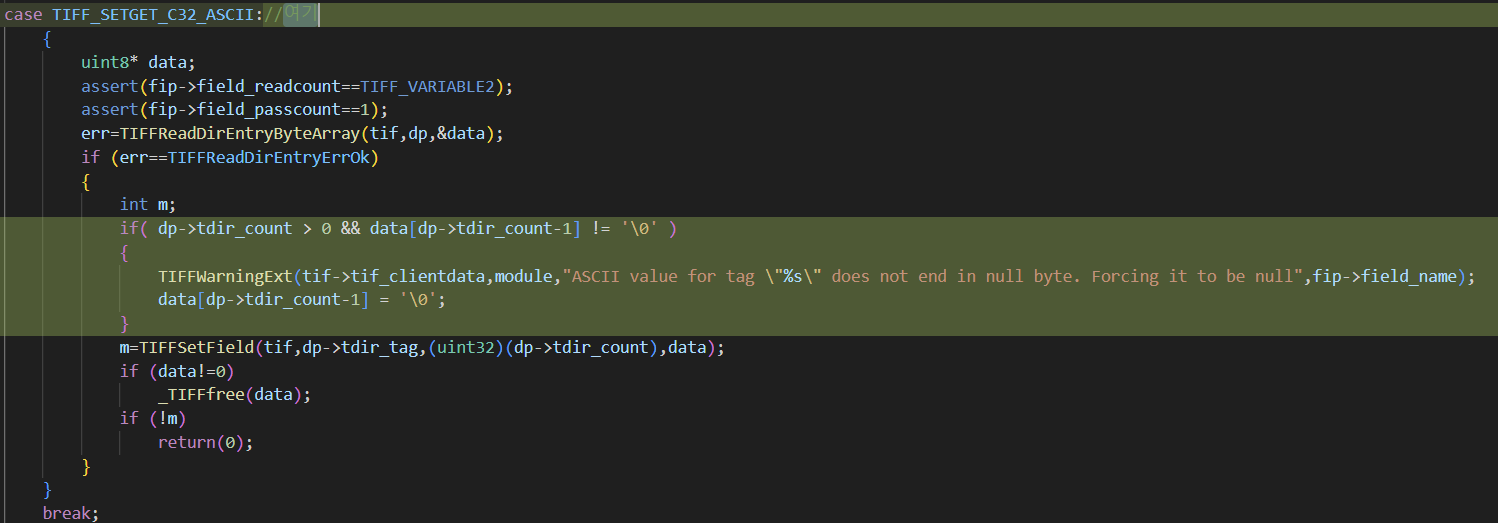 case TIFF_SETGET_C32_ASCII://여기
{
uint8* data;
assert(fip->field_readcount==TIFF_VARIABLE2);
assert(fip->field_passcount==1);
err=TIFFReadDirEntryByteArray(tif,dp,&data);
if (err==TIFFReadDirEntryErrOk)
{
int m;
if( dp->tdir_count > 0 && data[dp->tdir_count-1] != '\0' )
{
TIFFWarningExt(tif->tif_clientdata,module,"ASCII value for tag \"%s\" does not end in null byte. Forcing it to be null",fip->field_name);
data[dp->tdir_count-1] = '\0';
}
m=TIFFSetField(tif,dp->tdir_tag,(uint32)(dp->tdir_count),data);
if (data!=0)
_TIFFfree(data);
if (!m)
return(0);
}
}
break;